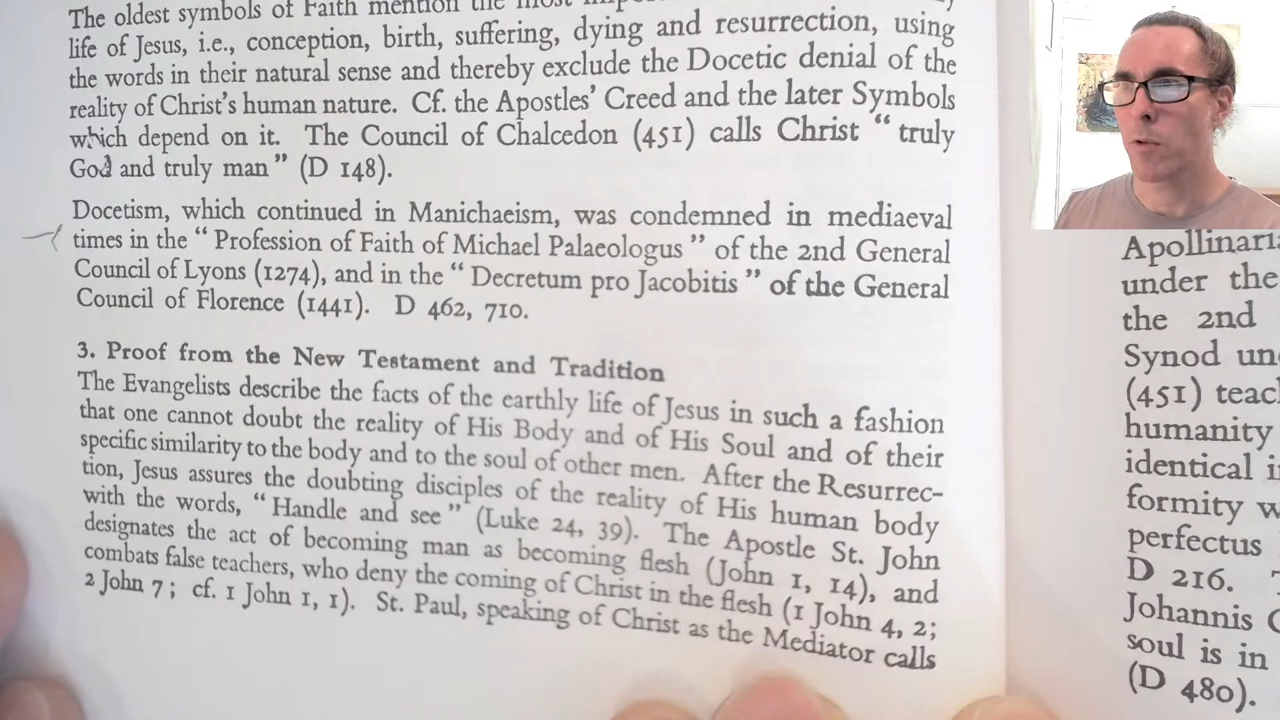 The oldest symbols of Faith mention the most
life of Jesus, i.e., conception, birth, suffering, dying and resurrection, using
the words in their natural sense and thereby exclude the Docetic denial of the
reality of Christ's human nature. Cf. the Apostles' Creed and the later Symbols
which depend on it. The Council of Chalcedon (451) calls Christ “ truly
God and truly man ” (D 148).
Docetism, which continued in Manichaeism, was condemned in mediaeval
times in the “ Profession of Faith of Michael Palaeologus ” of the 2nd General
Council of Lyons (1274), and in the “ Decretum pro Jacobitis ” of the General
Council of Florence (1441). D 462, 710.
3. Proof from the New Testament and Tradition
The Evangelists describe the facts of the earthly life of Jesus in such a fashion
that one cannot doubt the reality of His Body and of His Soul and of their
specific similarity to the body and to the soul of other men. After the Resurrec-
tion, Jesus assures the doubting disciples of the reality of His human body
with the words, “ Handle and see ” (Luke 24, 39). The Apostle St. John
designates the act of becoming man as becoming flesh (John 1, 14), and
combats false teachers, who deny the coming of Christ in the flesh (1 John 4, 2;
2 John 7; cf. 1 John 1, 1). St. Paul, speaking of Christ as the Mediator calls
Apollinari
under the
the 2nd
Synod
(451)
humanity
identical
formity
perfectus
D 216.
Johannis
soul is in
(D 480).